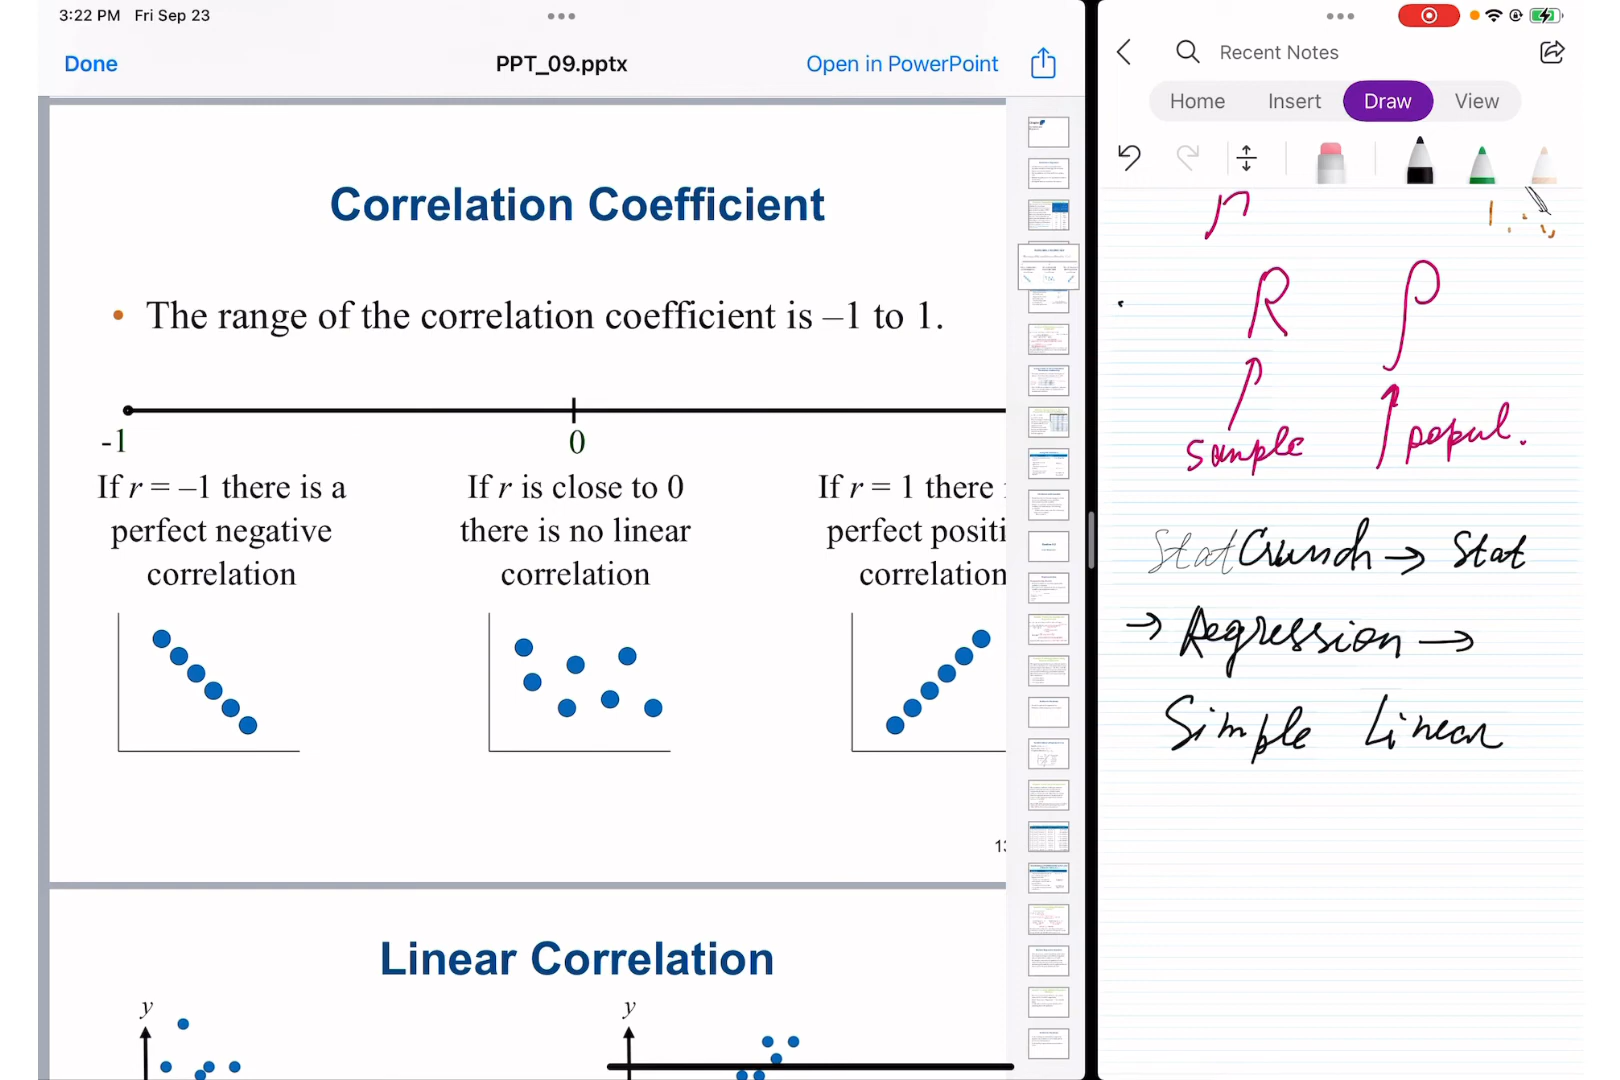 3:22 PM Fri Sep 23
Done
PPT_09.pptx
Open in PowerPoint
Correlation Coefficient
• The range of the correlation coefficient is –1 to 1.
-1
0
If r = –1 there is a
perfect negative
correlation
If r is close to 0
there is no linear
correlation
If r = 1 there
perfect positi
correlation
Linear Correlation
y
y
Recent Notes
Home Insert Draw View
R
ρ
sample
popul.
StatCrunch → Stat
→ Regression →
Simple Linear